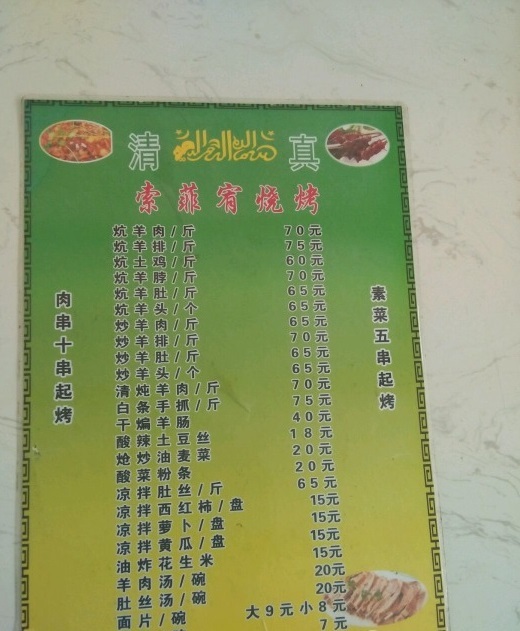 清 真
索菲宥烧烤
肉串十串起烤
素菜五串起烤
炕羊肉/斤 70元
炕羊排/斤 75元
炕土鸡/斤 60元
炕羊脖/斤 70元
炕羊肚/斤 65元
炕羊头/个 65元
炒羊肉/斤 65元
炒羊排/斤 70元
炒羊肚/斤 65元
炒羊头/个 65元
清炖羊肉/斤 70元
白条手抓/斤 75元
干煸羊肠 40元
酸辣土豆丝 18元
炝炒油菜 20元
酸菜粉条 20元
凉拌肚丝/斤 65元
凉拌西红柿/盘 15元
凉拌萝卜/盘 15元
凉拌黄瓜/盘 15元
油炸花生米 15元
羊肉汤/碗 20元
肚丝汤/碗 20元
面片/碗 大9元小8元
7元